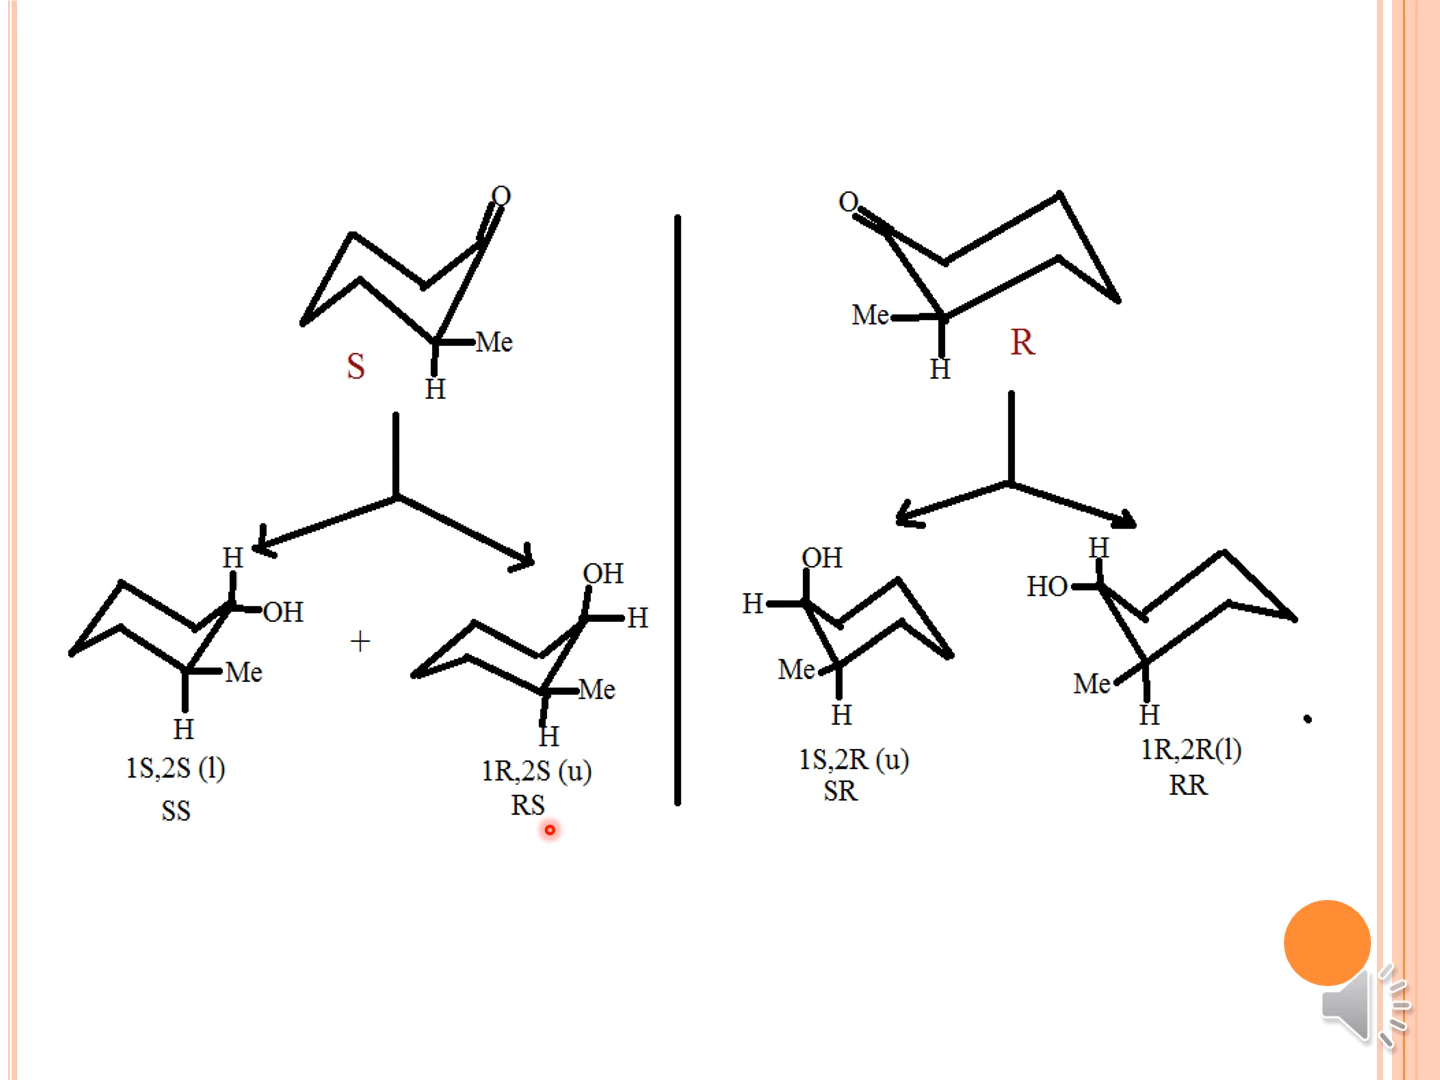 O
Me
H
S
O
Me
H
R
H
OH
Me
H
1S,2S (l)
SS
+
OH
H
Me
H
1R,2S (u)
RS
OH
H
Me
H
1S,2R (u)
SR
H
HO
Me
H
1R,2R(l)
RR